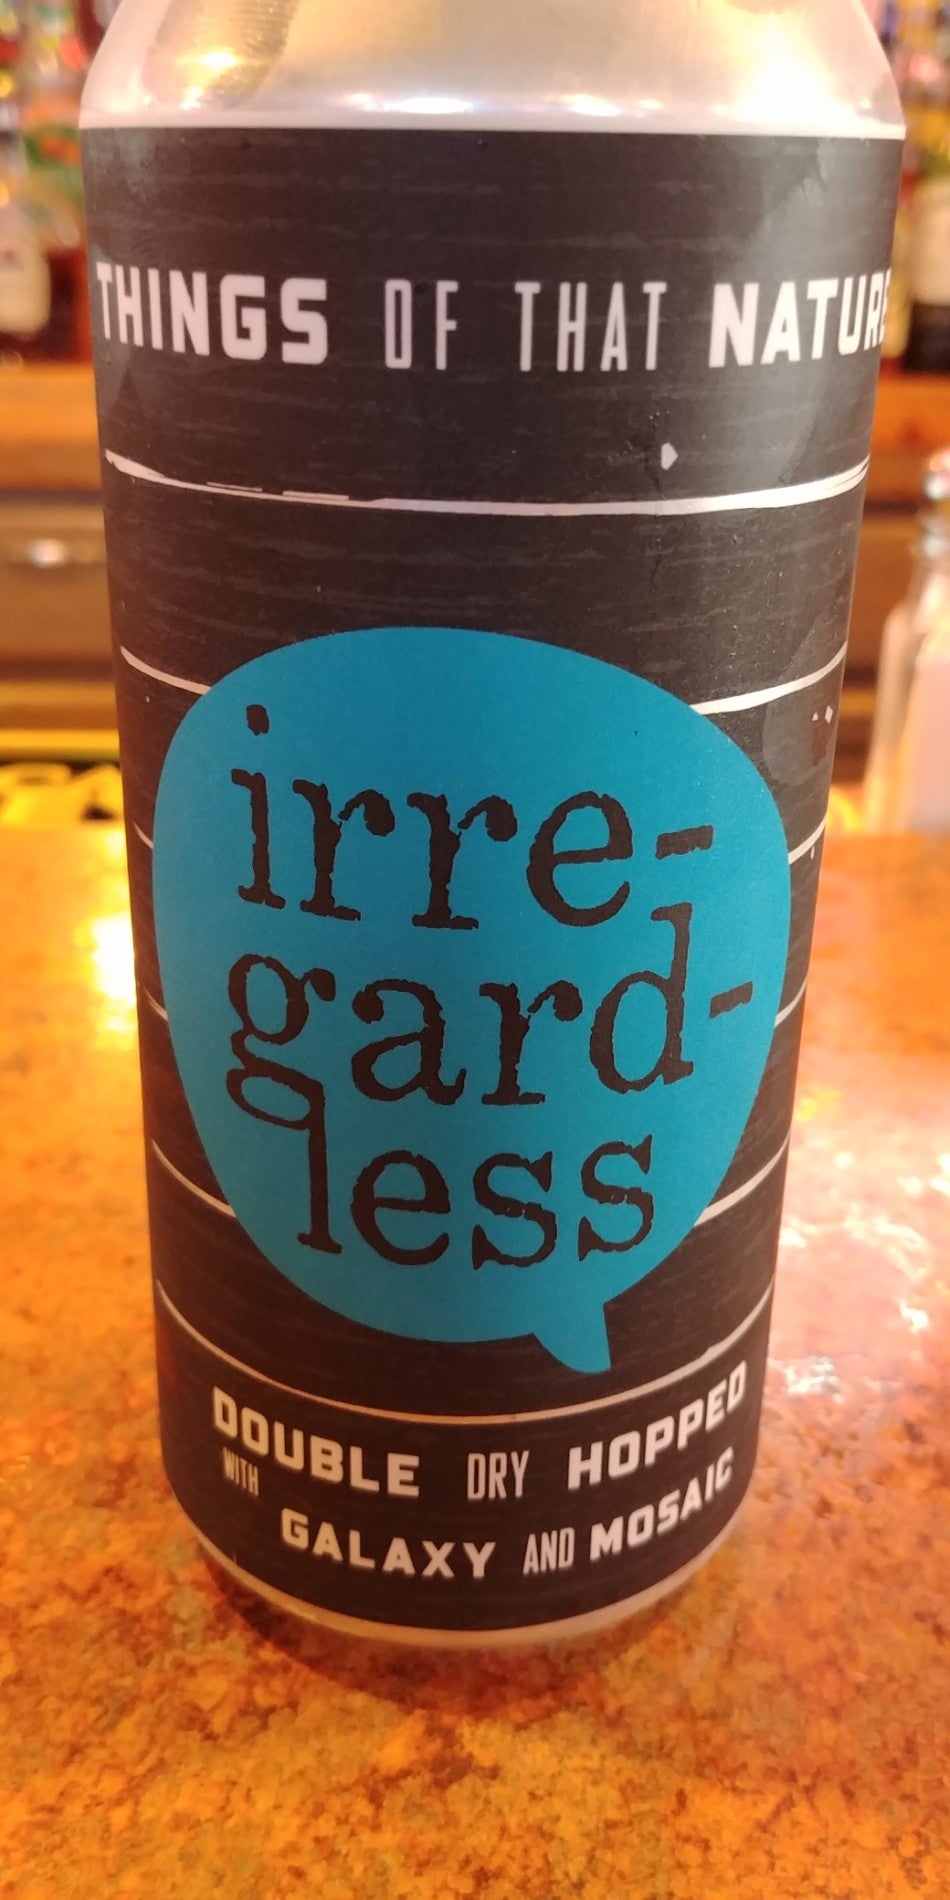 THINGS OF THAT NATURE
irre-
gard-
less
DOUBLE DRY HOPPED
WITH GALAXY AND MOSAIC